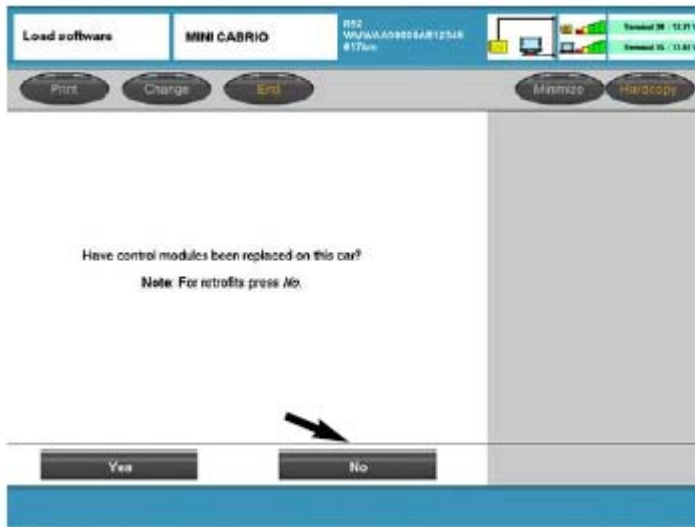 Load software
MINI CABRIO
R52
617km
Print
Change
End
Minimize
Hardcopy
Have control modules been replaced on this car?
Note: For retrofits press No.
Yes
No